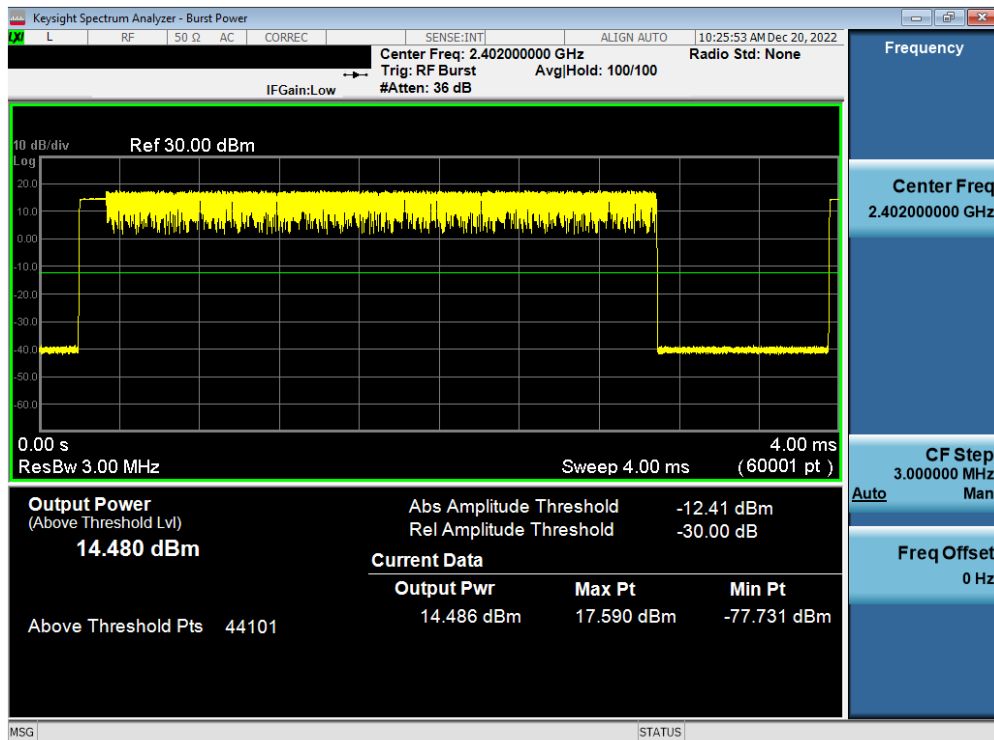 Keysight Spectrum Analyzer - Burst Power
LXI L RF 50 Ω AC CORREC SENSE:INT ALIGN AUTO 10:25:53 AM Dec 20, 2022
Center Freq: 2.402000000 GHz Radio Std: None
Trig: RF Burst Avg|Hold: 100/100
IFGain:Low #Atten: 36 dB
10 dB/div Ref 30.00 dBm
Log
20.0
10.0
0.00
-10.0
-20.0
-30.0
-40.0
-50.0
-60.0
0.00 s 4.00 ms
ResBw 3.00 MHz Sweep 4.00 ms (60001 pt)
Output Power
(Above Threshold Lvl)
14.480 dBm
Above Threshold Pts 44101
Abs Amplitude Threshold -12.41 dBm
Rel Amplitude Threshold -30.00 dB
Current Data
Output Pwr Max Pt Min Pt
14.486 dBm 17.590 dBm -77.731 dBm
Frequency
Center Freq
2.402000000 GHz
CF Step
3.000000 MHz
Auto Man
Freq Offset
0 Hz
MSG STATUS